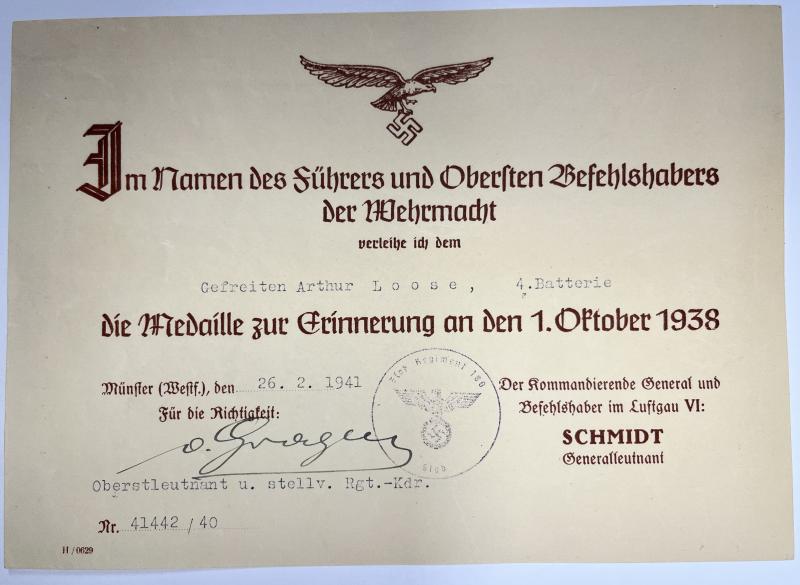 Im Namen des Führers und Obersten Befehlshabers
der Wehrmacht
verleihe ich dem
Gefreiten Arthur Loose, 4.Batterie
die Medaille zur Erinnerung an den 1. Oktober 1938
Münster (Westf.), den 26. 2. 1941
Für die Richtigkeit:
Oberstleutnant u. stellv. Rgt.-Kdr.
Nr. 41442/40
H/0629
Der Kommandierende General und
Befehlshaber im Luftgau VI:
SCHMIDT
Generalleutnant
Regiment